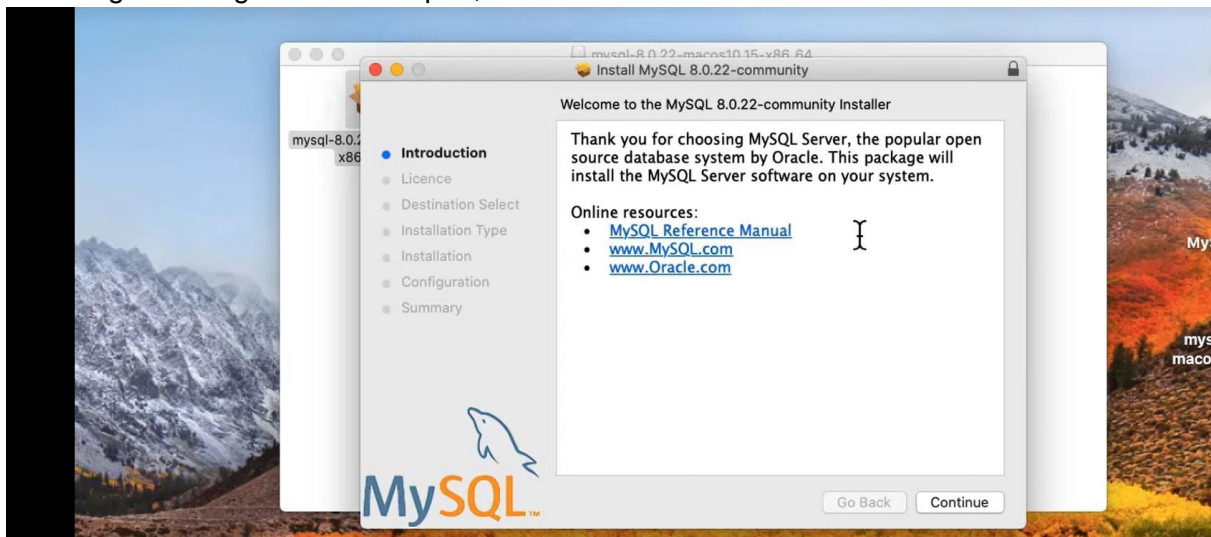 mysql-8.0.22-macos10.15-x86_64
Install MySQL 8.0.22-community
Welcome to the MySQL 8.0.22-community Installer
mysql-8.0.2
x86
Introduction
Licence
Destination Select
Installation Type
Installation
Configuration
Summary
Thank you for choosing MySQL Server, the popular open
source database system by Oracle. This package will
install the MySQL Server software on your system.
Online resources:
• MySQL Reference Manual
• www.MySQL.com
• www.Oracle.com
MySQL™
Go Back
Continue
My
mys
maco